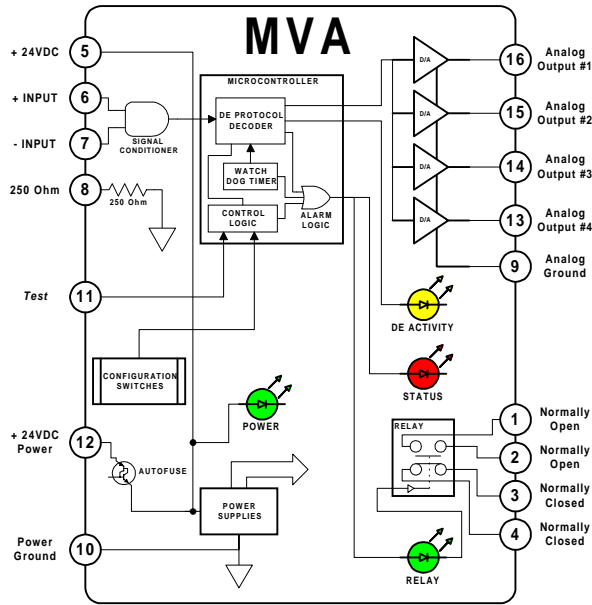 MVA
+ 24VDC
5
+ INPUT
6
- INPUT
7
SIGNAL
CONDITIONER
250 Ohm
8
250 Ohm
Test
11
CONFIGURATION
SWITCHES
+ 24VDC
Power
12
AUTOFUSE
Power
Ground
10
MICROCONTROLLER
DE PROTOCOL
DECODER
WATCH
DOG TIMER
CONTROL
LOGIC
ALARM
LOGIC
POWER
POWER
SUPPLIES
D/A
16
Analog
Output #1
D/A
15
Analog
Output #2
D/A
14
Analog
Output #3
D/A
13
Analog
Output #4
9
Analog
Ground
DE ACTIVITY
STATUS
RELAY
1
Normally
Open
2
Normally
Open
3
Normally
Closed
4
Normally
Closed
RELAY